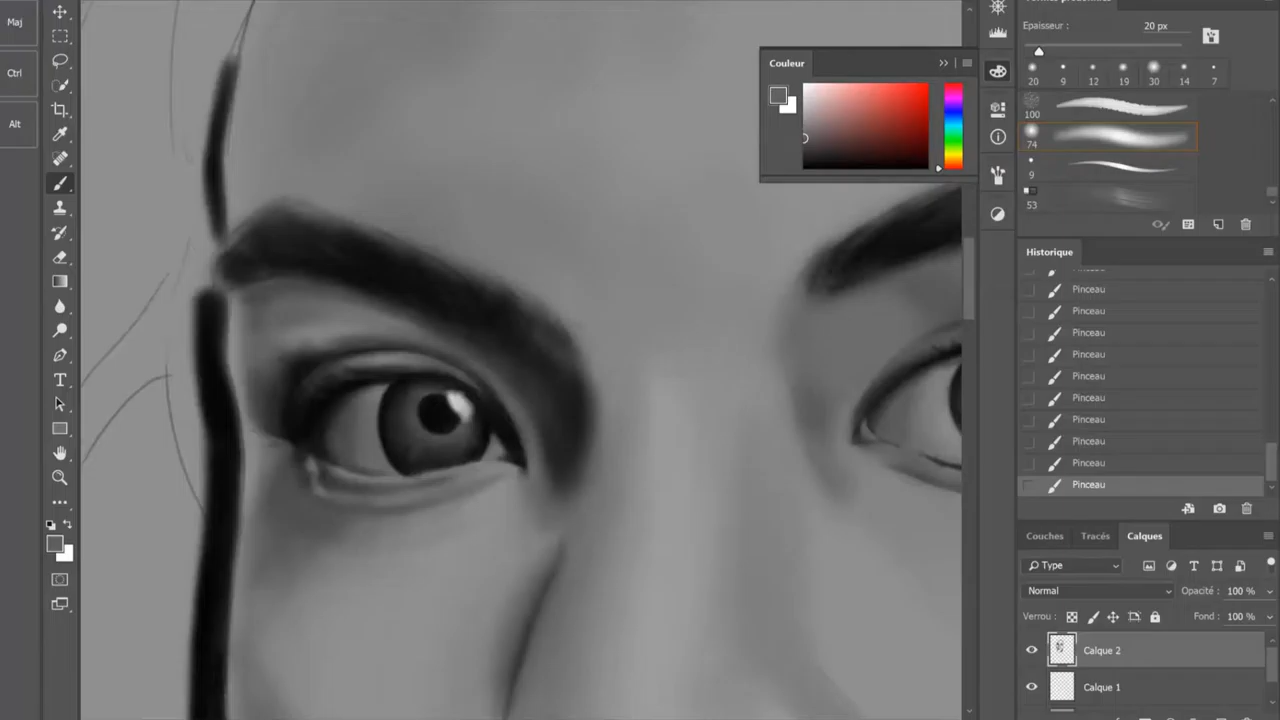 Maj
Ctrl
Alt
Couleur
Epaisseur :
20 px
20 9 12 19 30 14 7
100
74
9
53
Historique
Pinceau
Pinceau
Pinceau
Pinceau
Pinceau
Pinceau
Pinceau
Pinceau
Pinceau
Pinceau
Couches Tracés Calques
Type
Normal
Opacité : 100 %
Verrou :
Fond : 100 %
Calque 2
Calque 1